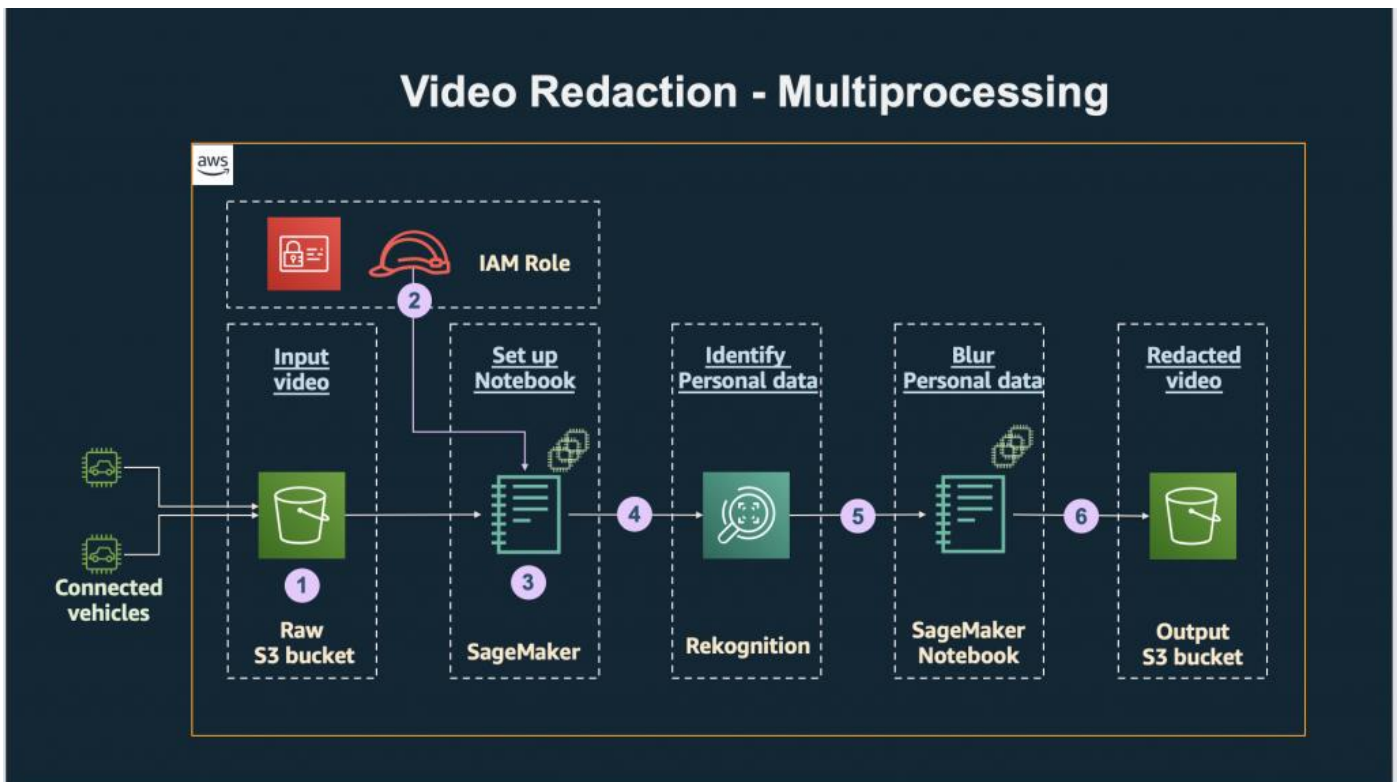 Video Redaction - Multiprocessing
aws
IAM Role
2
Input
video
Set up
Notebook
Identify
Personal data
Blur
Personal data
Redacted
video
4
5
6
Connected
vehicles
1
3
Raw
S3 bucket
SageMaker
Rekognition
SageMaker
Notebook
Output
S3 bucket